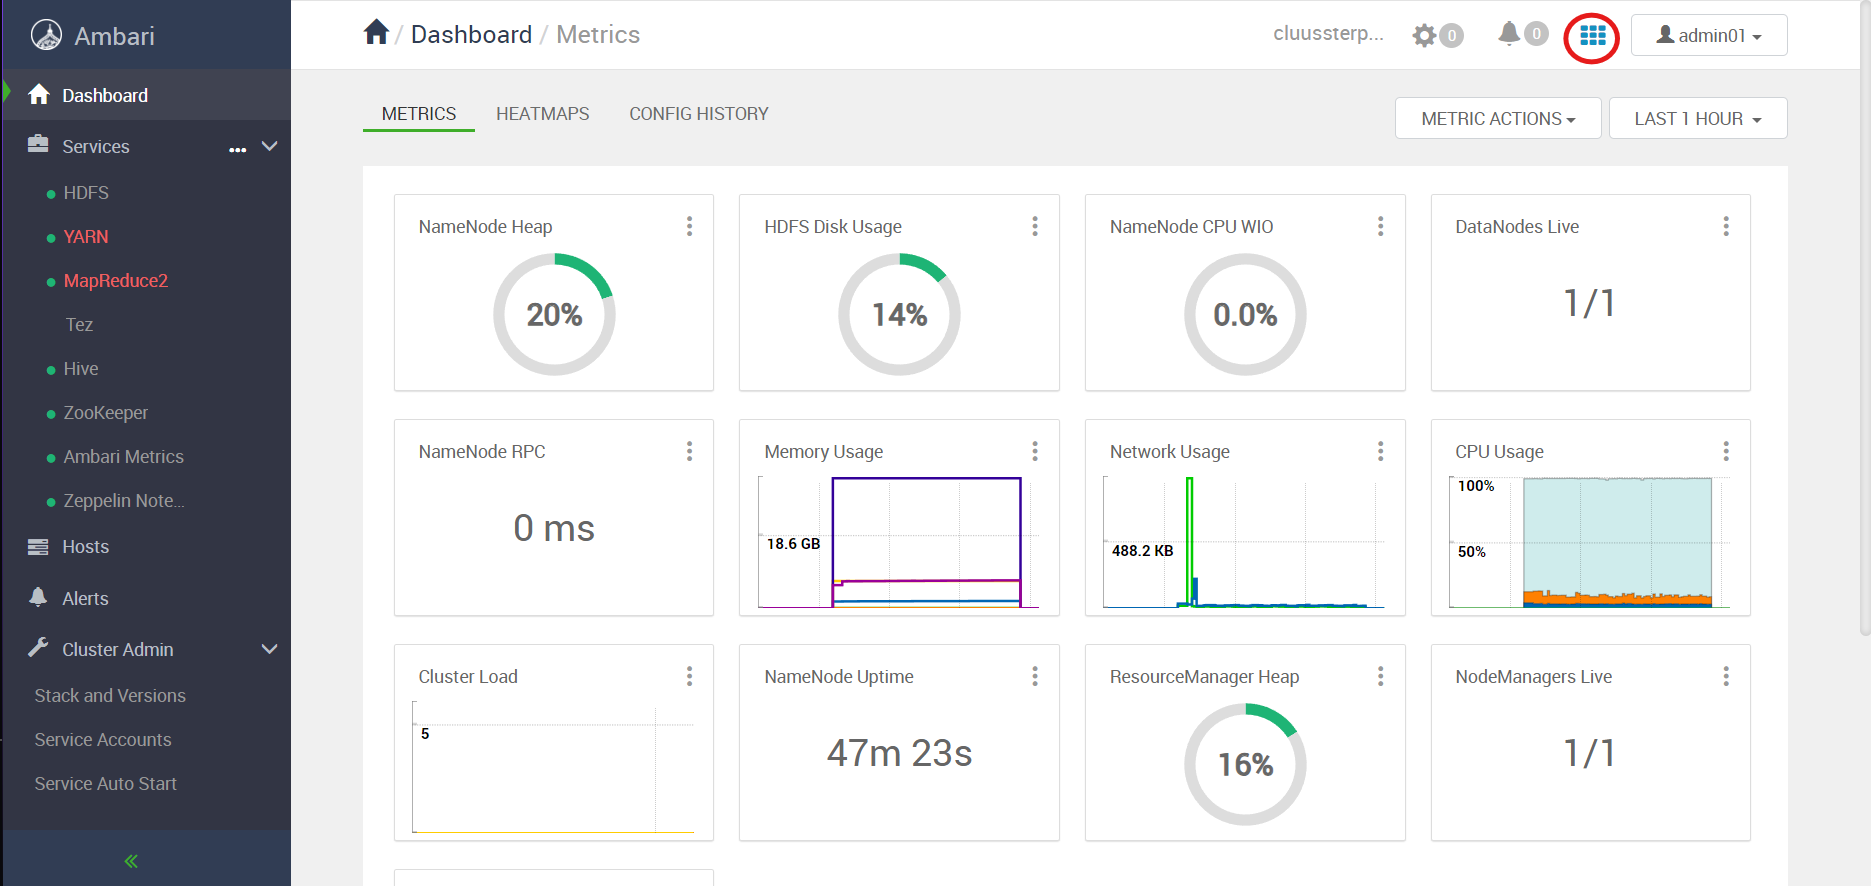 Ambari
/ Dashboard / Metrics
cluussterp...
0
0
admin01
Dashboard
Services
...
HDFS
YARN
MapReduce2
Tez
Hive
ZooKeeper
Ambari Metrics
Zeppelin Note...
Hosts
Alerts
Cluster Admin
Stack and Versions
Service Accounts
Service Auto Start
METRICS
HEATMAPS
CONFIG HISTORY
METRIC ACTIONS
LAST 1 HOUR
NameNode Heap
20%
HDFS Disk Usage
14%
NameNode CPU WIO
0.0%
DataNodes Live
1/1
NameNode RPC
0 ms
Memory Usage
18.6 GB
Network Usage
488.2 KB
CPU Usage
100%
50%
Cluster Load
5
NameNode Uptime
47m 23s
ResourceManager Heap
16%
NodeManagers Live
1/1